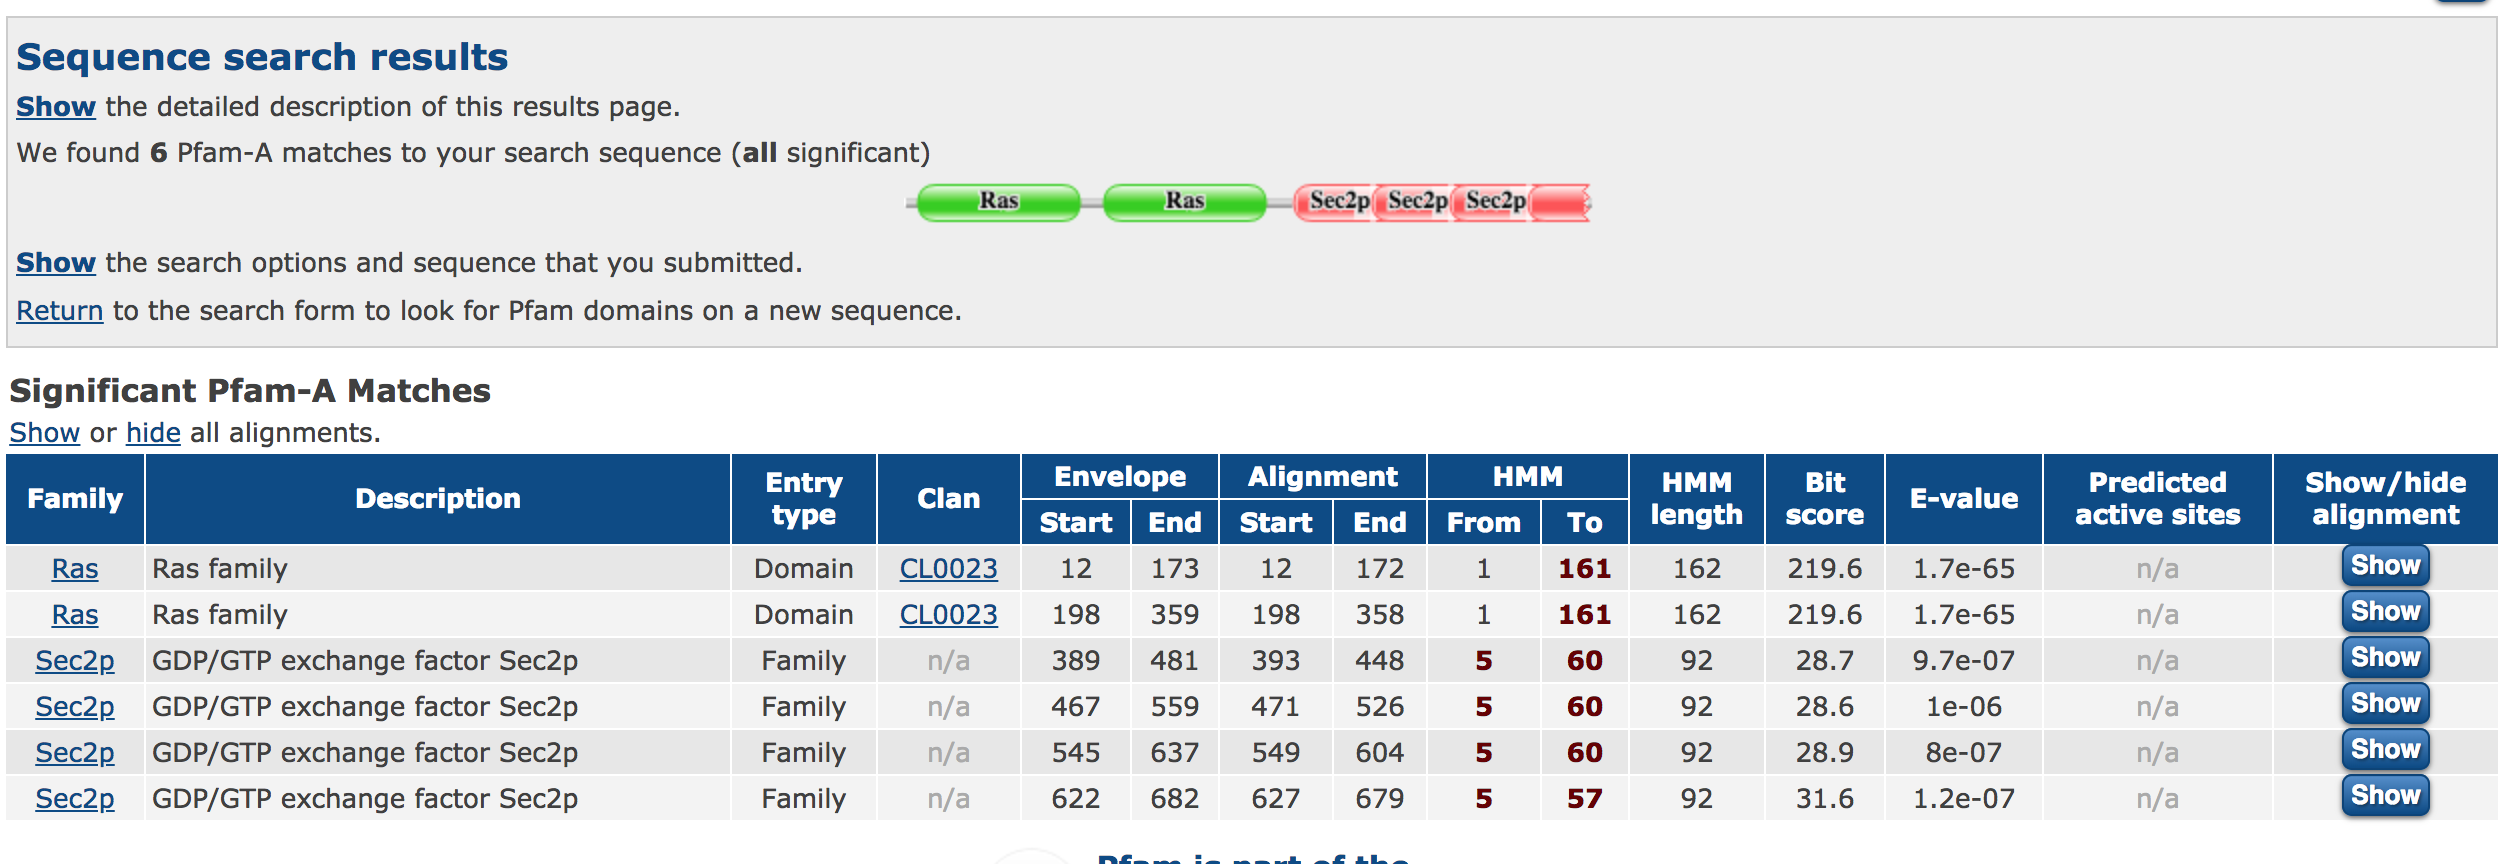 Sequence search results
Show the detailed description of this results page.
We found 6 Pfam-A matches to your search sequence (all significant)
Ras Ras Sec2p Sec2p Sec2p
Show the search options and sequence that you submitted.
Return to the search form to look for Pfam domains on a new sequence.
Significant Pfam-A Matches
Show or hide all alignments.
Family Description Entry type Clan Envelope Alignment HMM HMM length Bit score E-value Predicted active sites Show/hide alignment
Start End Start End From To
Ras Ras family Domain CL0023 12 173 12 172 1 161 162 219.6 1.7e-65 n/a Show
Ras Ras family Domain CL0023 198 359 198 358 1 161 162 219.6 1.7e-65 n/a Show
Sec2p GDP/GTP exchange factor Sec2p Family n/a 389 481 393 448 5 60 92 28.7 9.7e-07 n/a Show
Sec2p GDP/GTP exchange factor Sec2p Family n/a 467 559 471 526 5 60 92 28.6 1e-06 n/a Show
Sec2p GDP/GTP exchange factor Sec2p Family n/a 545 637 549 604 5 60 92 28.9 8e-07 n/a Show
Sec2p GDP/GTP exchange factor Sec2p Family n/a 622 682 627 679 5 57 92 31.6 1.2e-07 n/a Show
Pfam is part of the